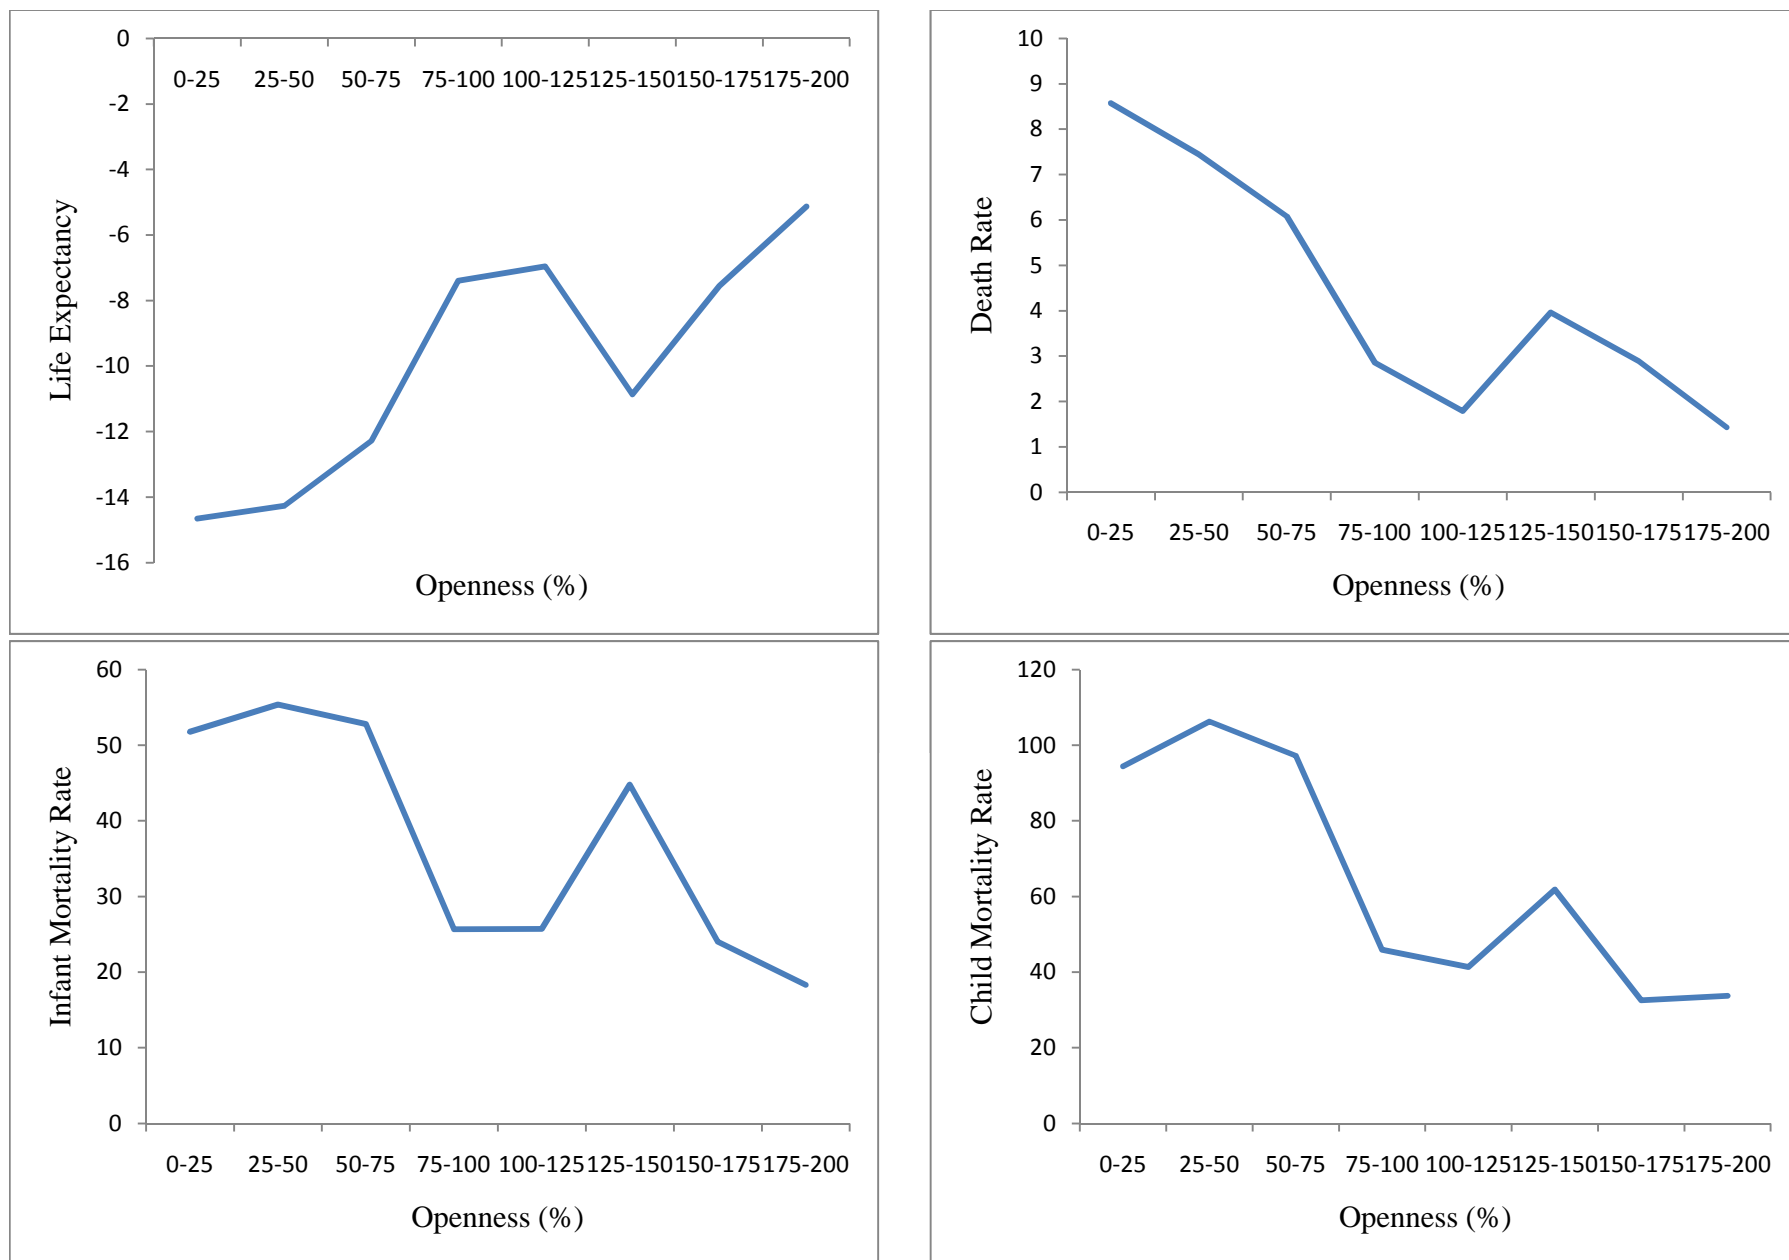 0
0-25 25-50 50-75 75-100 100-125 125-150 150-175 175-200
-2
-4
-6
-8
-10
-12
-14
-16
Life Expectancy
Openness (%)
10
9
8
7
6
5
4
3
2
1
0
Death Rate
0-25 25-50 50-75 75-100 100-125 125-150 150-175 175-200
Openness (%)
60
50
40
30
20
10
0
Infant Mortality Rate
0-25 25-50 50-75 75-100 100-125 125-150 150-175 175-200
Openness (%)
120
100
80
60
40
20
0
Child Mortality Rate
0-25 25-50 50-75 75-100 100-125 125-150 150-175 175-200
Openness (%)